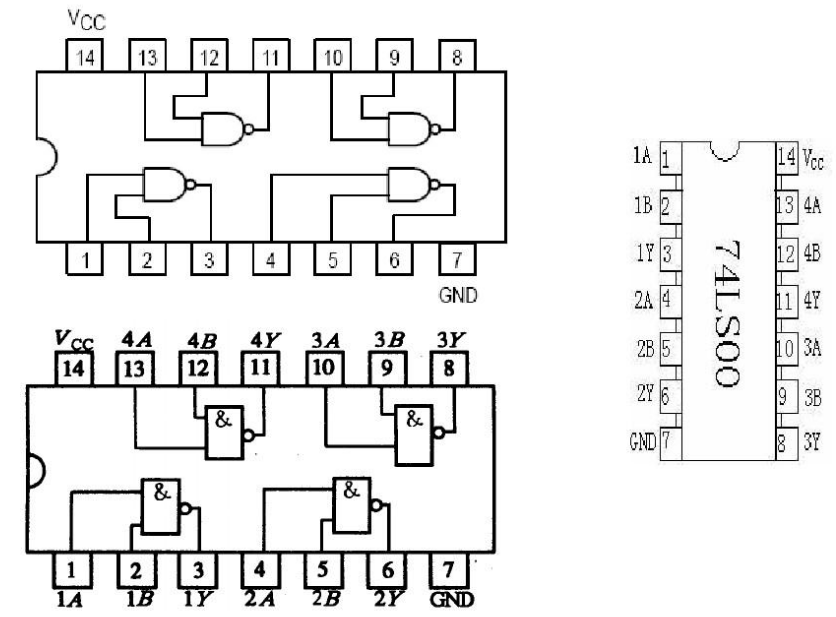 VCC
14 13 12 11 10 9 8
1 2 3 4 5 6 7
GND
VCC 4A 4B 4Y 3A 3B 3Y
14 13 12 11 10 9 8
& &
& &
1 2 3 4 5 6 7
1A 1B 1Y 2A 2B 2Y GND
1A 1 14 VCC
1B 2 13 4A
1Y 3 12 4B
2A 4 11 4Y
2B 5 10 3A
2Y 6 9 3B
GND 7 8 3Y
74LS00